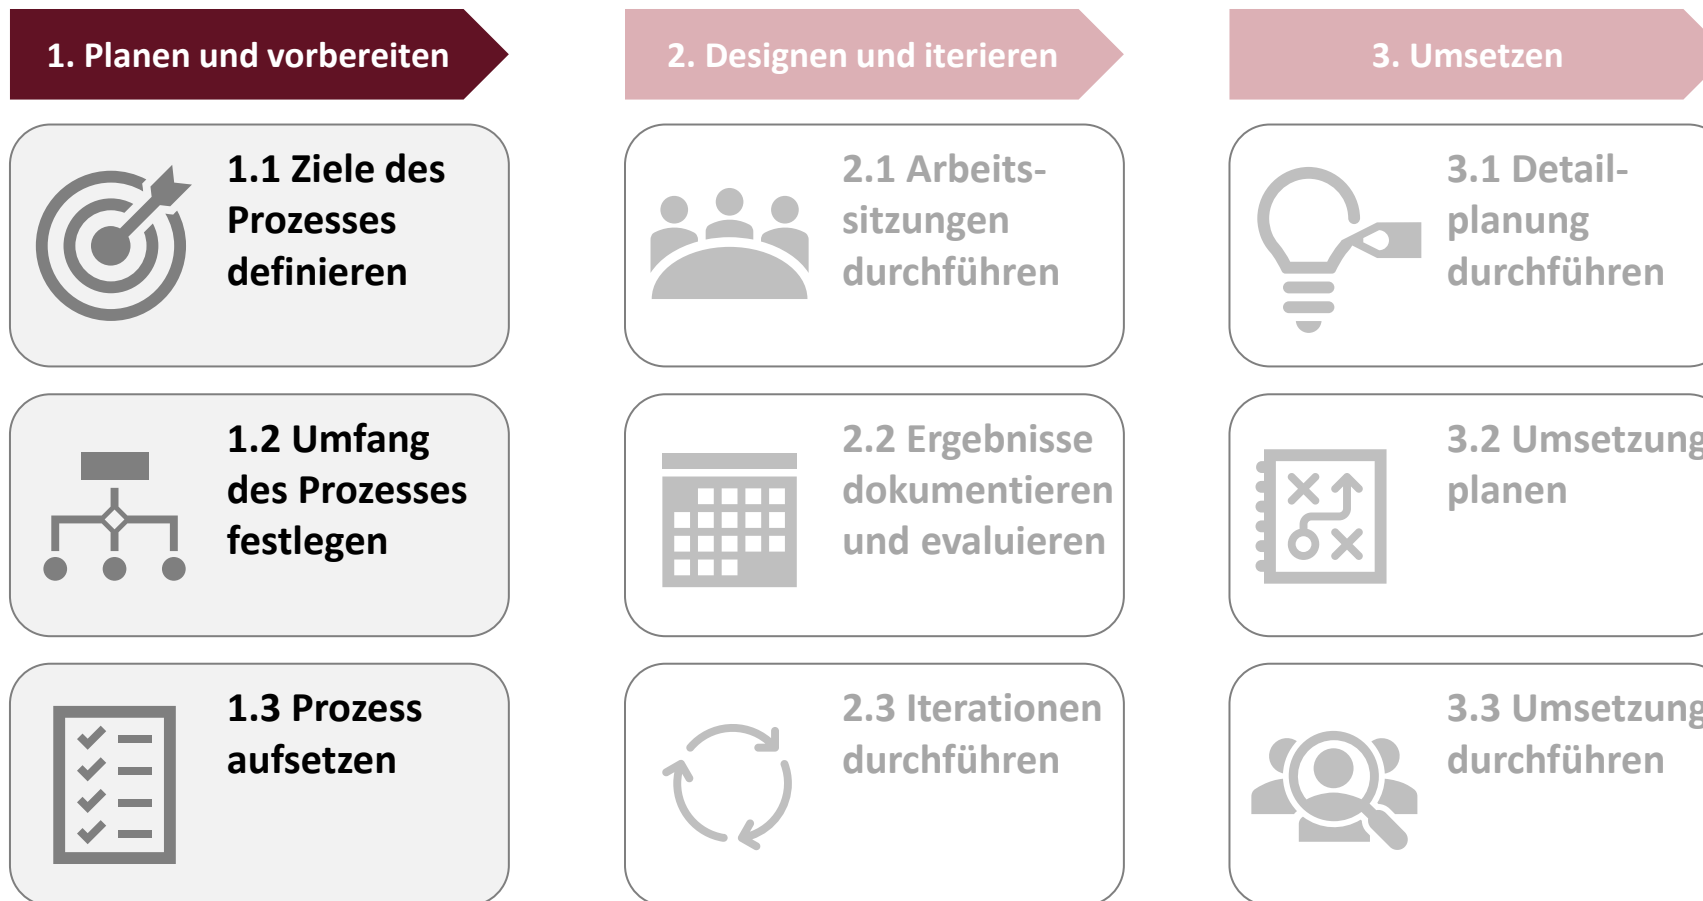 1. Planen und vorbereiten
1.1 Ziele des
Prozesses
definieren
1.2 Umfang
des Prozesses
festlegen
1.3 Prozess
aufsetzen
2. Designen und iterieren
2.1 Arbeits-
sitzungen
durchführen
2.2 Ergebnisse
dokumentieren
und evaluieren
2.3 Iterationen
durchführen
3. Umsetzen
3.1 Detail-
planung
durchführen
3.2 Umsetzung
planen
3.3 Umsetzung
durchführen